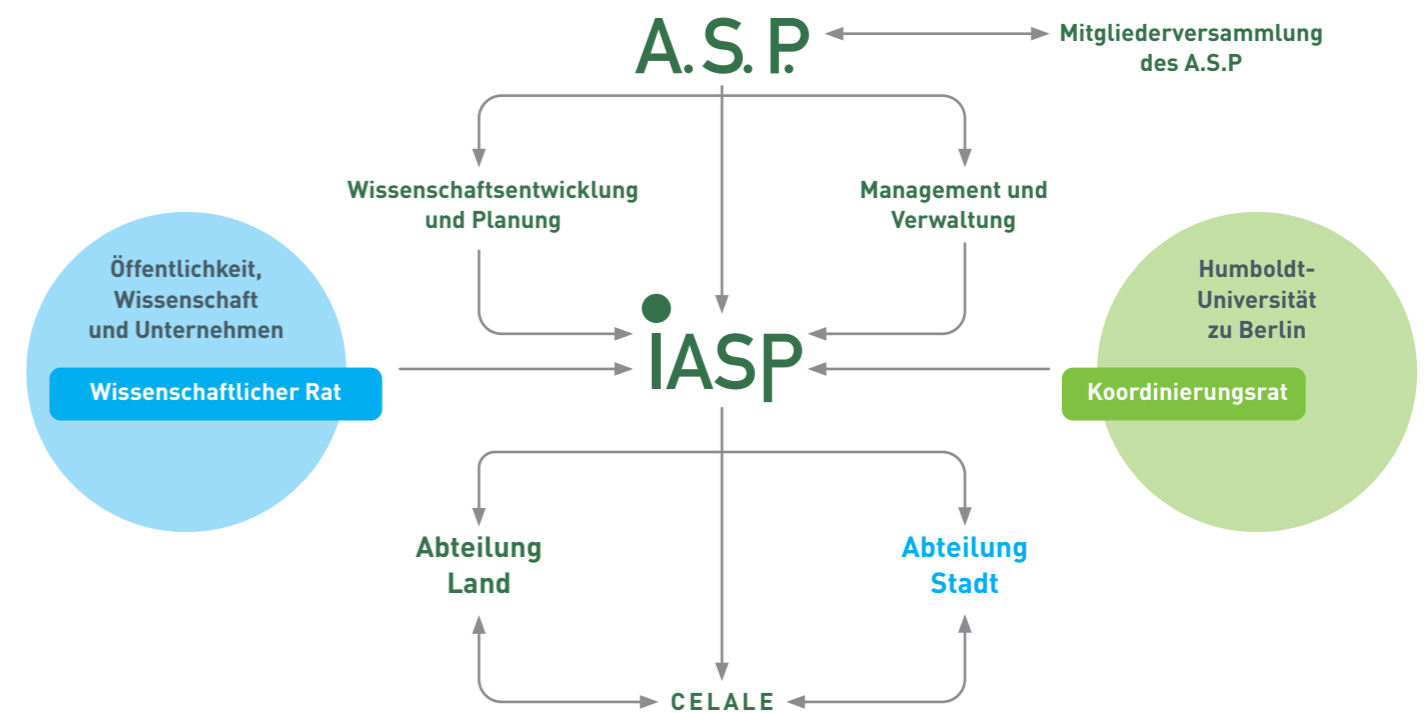 A.S.P.
Mitgliederversammlung
des A.S.P
Wissenschaftsentwicklung
und Planung
Management und
Verwaltung
Öffentlichkeit,
Wissenschaft
und Unternehmen
Wissenschaftlicher Rat
iASP
Humboldt-
Universität
zu Berlin
Koordinierungsrat
Abteilung
Land
Abteilung
Stadt
CELALE